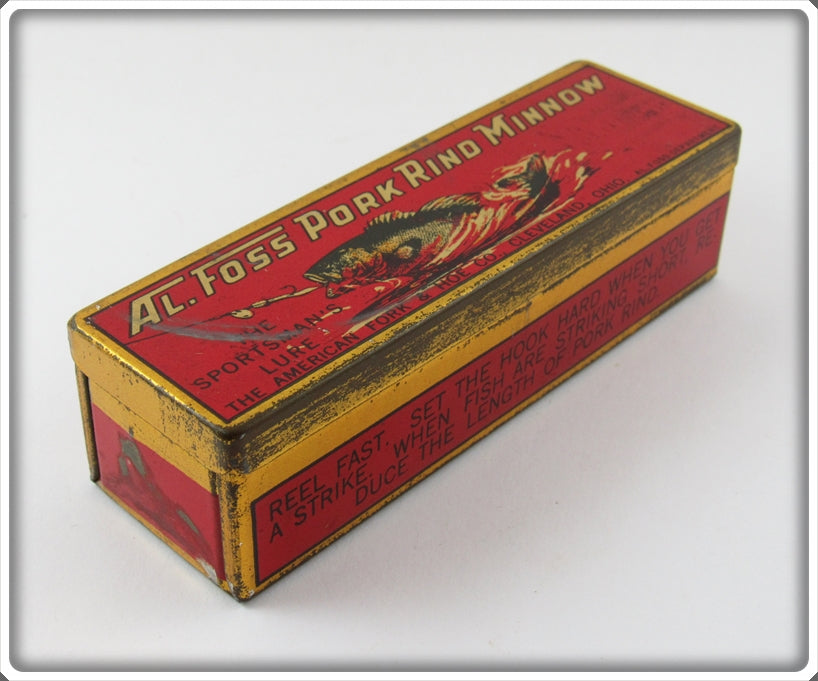 AL. FOSS PORK RIND MINNOW
THE
SPORTSMAN'S
LURE
THE AMERICAN FORK & HOE CO., CLEVELAND, OHIO.
REEL FAST, SET THE HOOK HARD WHEN YOU GET
A STRIKE, WHEN FISH ARE STRIKING SHORT, RE-
DUCE THE LENGTH OF PORK RIND